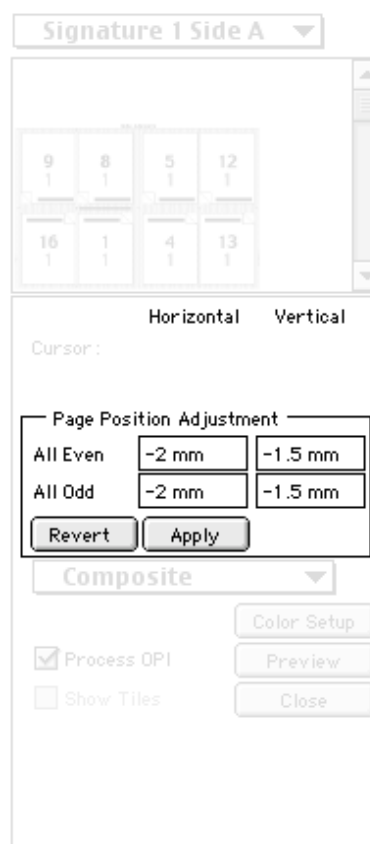 Signature 1 Side A
9 8 5 12
1 1 1 1
16 1 4 13
1 1 1 1
Horizontal Vertical
Cursor:
Page Position Adjustment
All Even -2 mm -1.5 mm
All Odd -2 mm -1.5 mm
Revert Apply
Composite
Color Setup
Process OPI Preview
Show Tiles Close